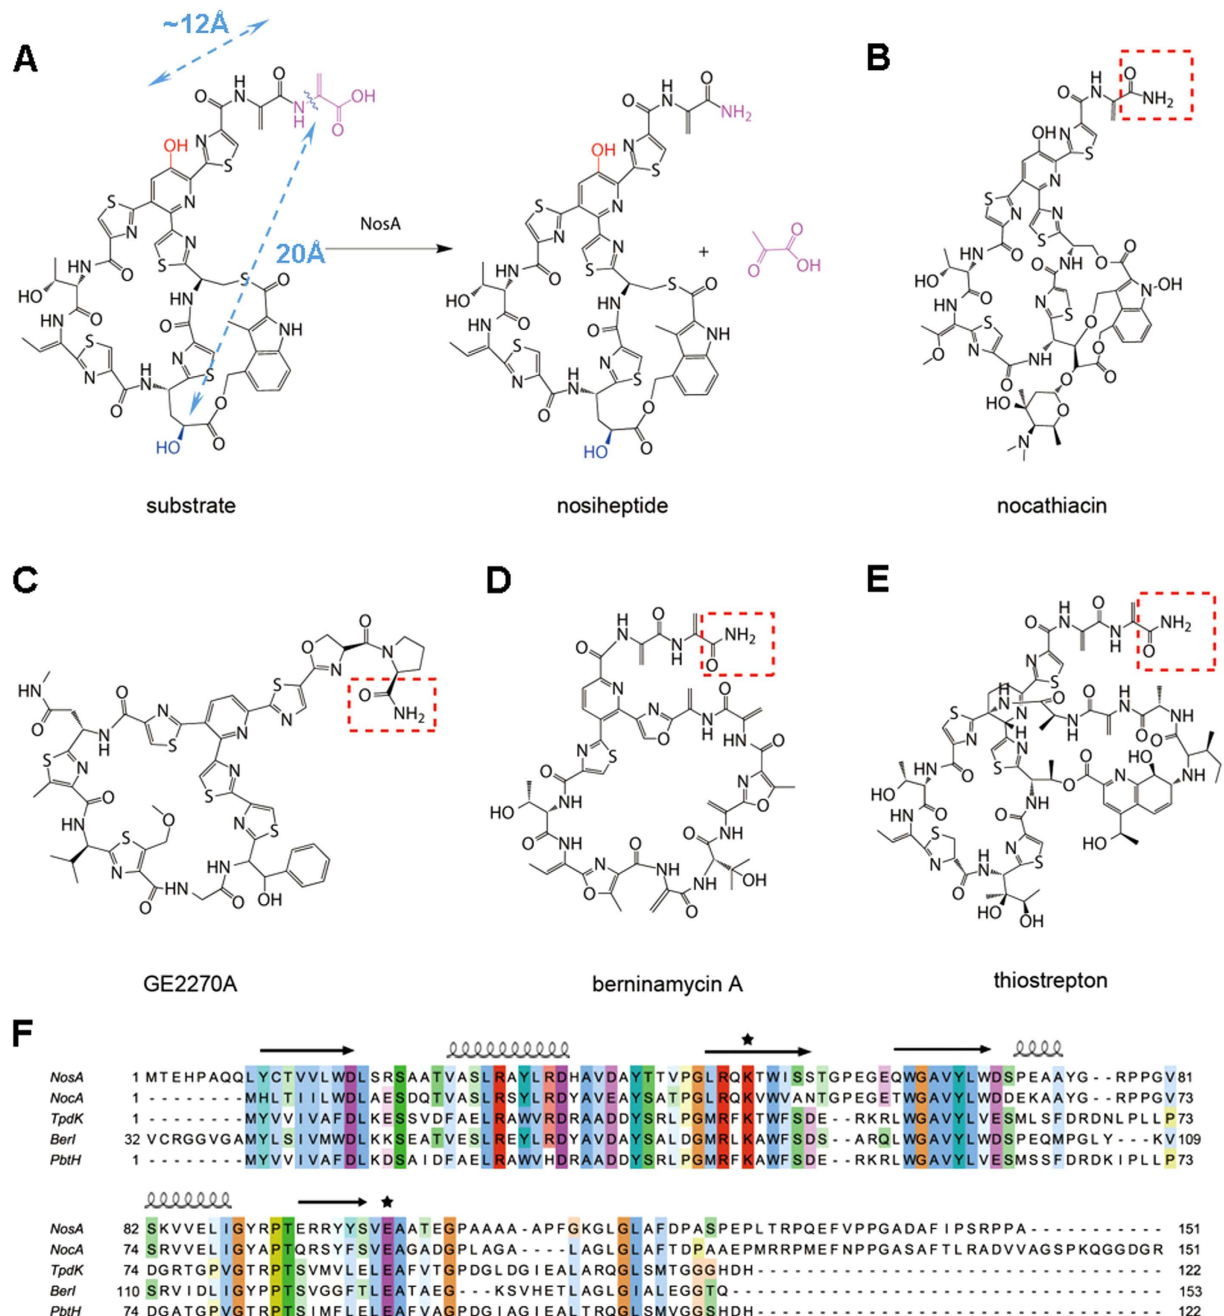 ~12Å
A
20Å
NosA
+
substrate
nosiheptide
B
nocathiacin
C
GE2270A
D
berninamycin A
E
thiostrepton
F
NosA 1 MTEHPAQQLYCTVVLWDLSRSAATVASLRAYLRDHAVDAYTTVPGLRQKTWISSTGPEGEQWGAVYLWDSPEAAYG--RPPGV 81
NocA 1 --------MHLTIILWDLAESDQTVASLRSYLRDYAVEAYSATPGLRQKVWVANTGPEGETWGAVYLWDDEKAAYG--RPPGV 73
TpdK 1 --------MYVVIVAFDLKESSVDFAELRAWVRDHATDDYSRKPGMRFKAWFSDE--RKRLWGAVYLVESMLSFDRDNLPLLP 73
BerI 32 VCRGGVGAMYLSIVMWDLKKSEATVESLREYLRDYAVDAYSALDGMRLKAWFSDS--ARQLWGAVYLWDSPEQMPGLY---KV 109
PbtH 1 --------MYVVIVAFDLKDSAIDFAELRAWVHDRAADDYSRLPGMRFKAWFSDE--RKRLWGAVYLVESMSSFDRDKIPLLP 73
NosA 82 SKVVELIGYRPTERRYYSVEAATEGPAAAA-APFGKGLGLAFDPASPEPLTRPQEFVPPGADAFIPSRPPA------------- 151
NocA 74 SRVVELIGYAPTQRSYFSVEAGADGPLAGA----LAGLGLAFTDPAAEPMRRPMEFNPPGASAFTLRADVVAGSPKQGGGDGR 151
TpdK 74 DGRTGPVGTRPTSVMVLELEAFVTGPDGLDGIEALARQGLSMTGGGHDH---------------------------------- 122
BerI 110 SRVIDLIGYPPTSVGGFTLEATAEG---KSVHETLAGLGIALEGGTQ------------------------------------ 153
PbtH 74 DGATGPVGTRPTSIMFLELEAFVAGPDGIAGIEALTRQGLSMVGGSHDH---------------------------------- 122